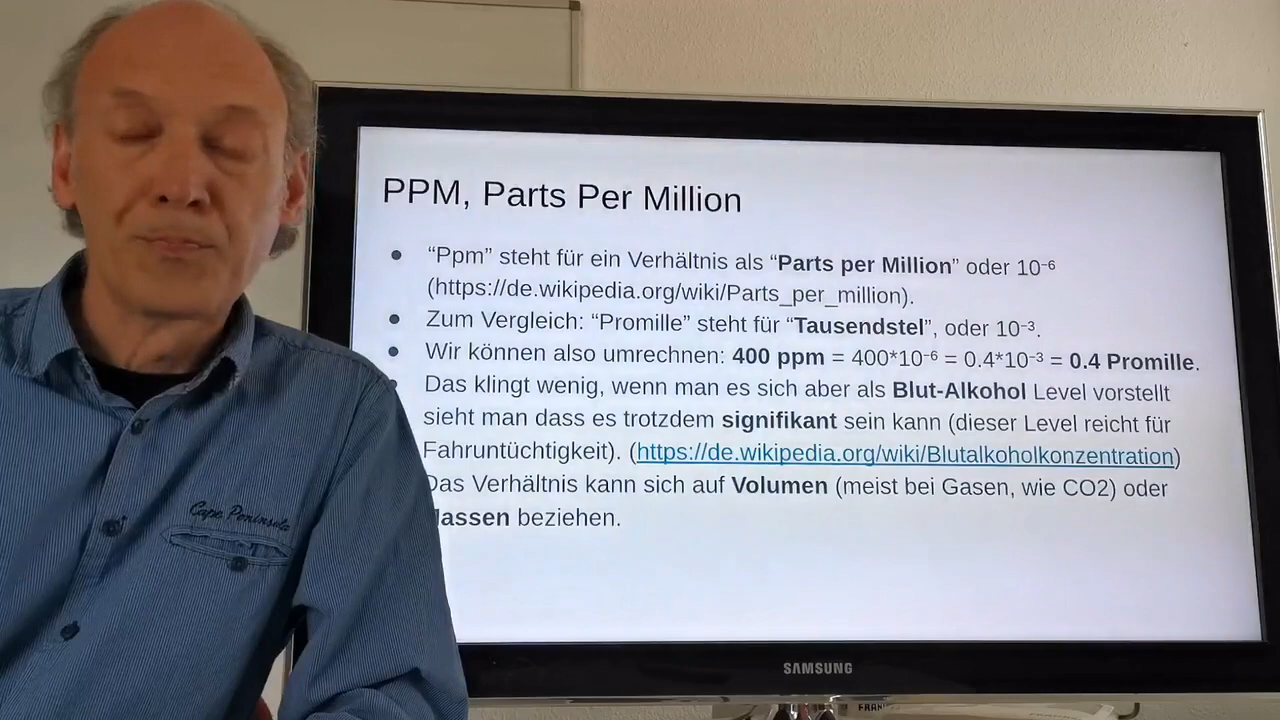 PPM, Parts Per Million
“Ppm” steht für ein Verhältnis als “Parts per Million” oder 10⁻⁶
(https://de.wikipedia.org/wiki/Parts_per_million).
Zum Vergleich: “Promille” steht für “Tausendstel”, oder 10⁻³.
Wir können also umrechnen: 400 ppm = 400*10⁻⁶ = 0.4*10⁻³ = 0.4 Promille.
Das klingt wenig, wenn man es sich aber als Blut-Alkohol Level vorstellt
sieht man dass es trotzdem signifikant sein kann (dieser Level reicht für
Fahruntüchtigkeit). (https://de.wikipedia.org/wiki/Blutalkoholkonzentration)
Das Verhältnis kann sich auf Volumen (meist bei Gasen, wie CO2) oder
assen beziehen.
Cape Peninsula
SAMSUNG